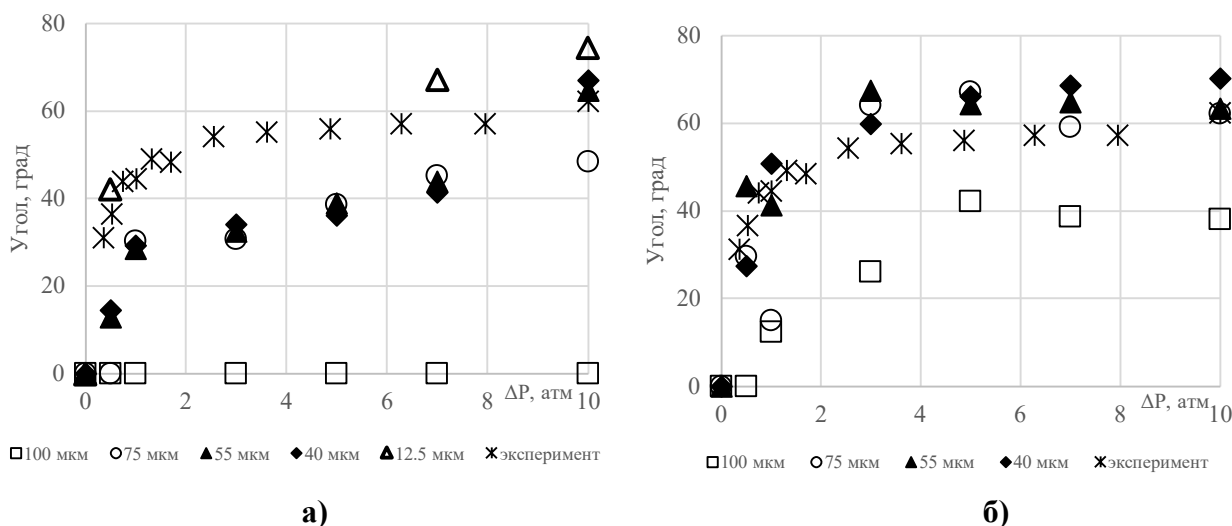 80
60
40
20
0
Угол, град
0
2
4
6
8
10
ΔP, атм
100 мкм
75 мкм
55 мкм
40 мкм
12.5 мкм
эксперимент
а)
80
60
40
20
0
Угол, град
0
2
4
6
8
10
ΔP, атм
100 мкм
75 мкм
55 мкм
40 мкм
эксперимент
б)